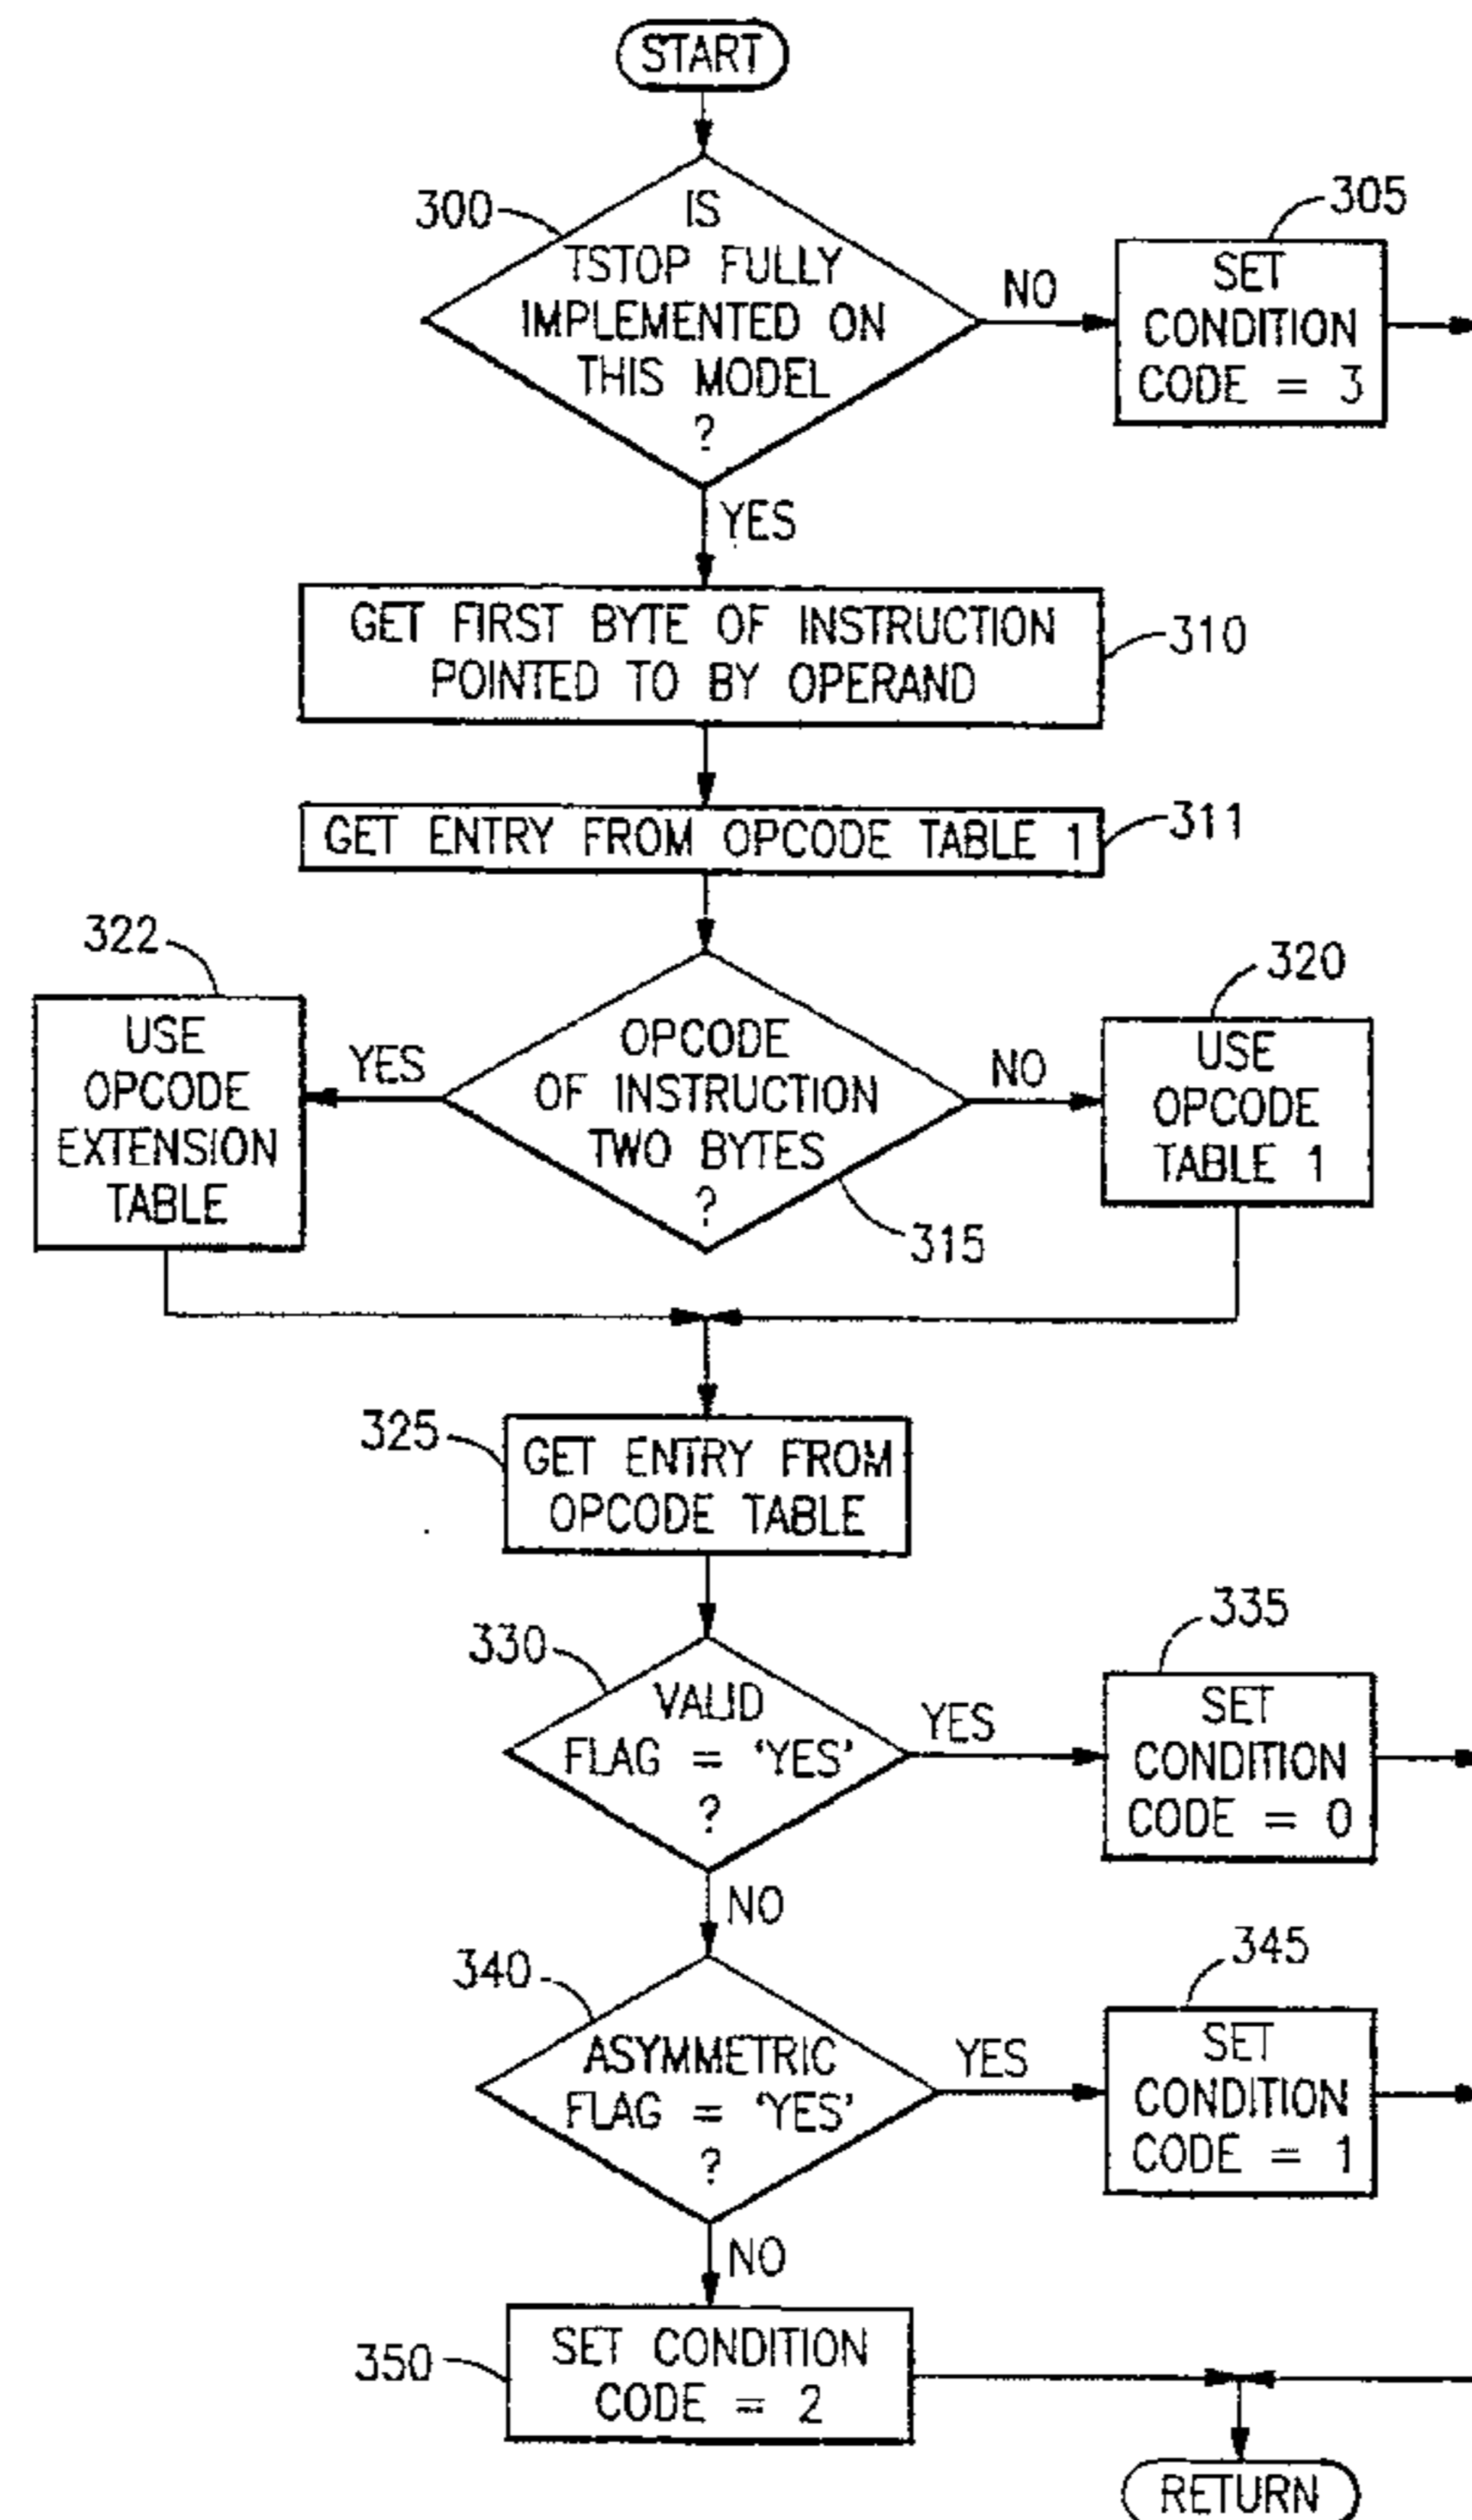 START
300
IS
TSTOP FULLY
IMPLEMENTED ON
THIS MODEL
?
NO
305
SET
CONDITION
CODE = 3
YES
GET FIRST BYTE OF INSTRUCTION
POINTED TO BY OPERAND
310
GET ENTRY FROM OPCODE TABLE 1
311
322
USE
OPCODE
EXTENSION
TABLE
YES
OPCODE
OF INSTRUCTION
TWO BYTES
?
315
NO
320
USE
OPCODE
TABLE 1
325
GET ENTRY FROM
OPCODE TABLE
330
VALID
FLAG = 'YES'
?
YES
335
SET
CONDITION
CODE = 0
NO
340
ASYMMETRIC
FLAG = 'YES'
?
YES
345
SET
CONDITION
CODE = 1
NO
350
SET CONDITION
CODE = 2
RETURN